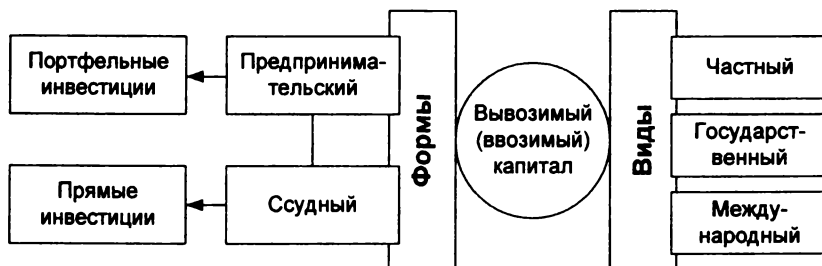 Портфельные
инвестиции
Предпринима-
тельский
Прямые
инвестиции
Ссудный
Формы
Вывозимый
(ввозимый)
капитал
Виды
Частный
Государст-
венный
Между-
народный